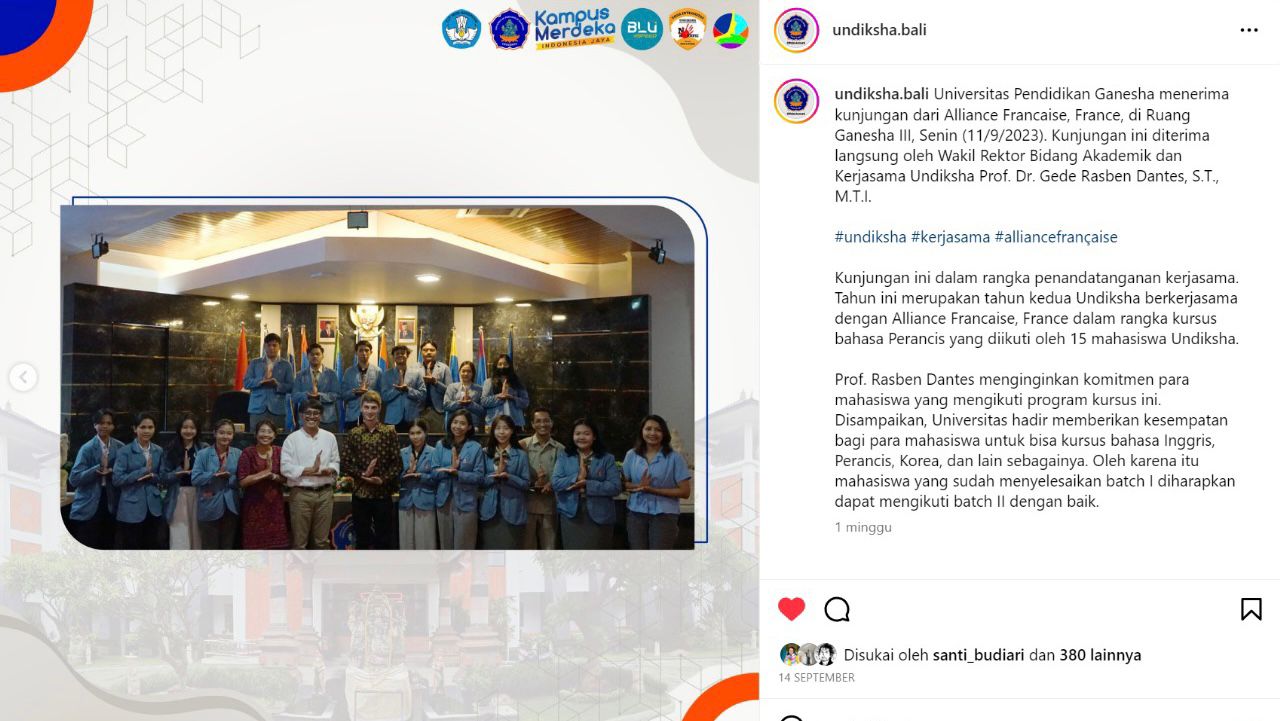 Kampus
Merdeka
INDONESIA JAYA
BLU
SPEED
undiksha.bali
undiksha.bali Universitas Pendidikan Ganesha menerima
kunjungan dari Alliance Francaise, France, di Ruang
Ganesha III, Senin (11/9/2023). Kunjungan ini diterima
langsung oleh Wakil Rektor Bidang Akademik dan
Kerjasama Undiksha Prof. Dr. Gede Rasben Dantes, S.T.,
M.T.I.
#undiksha #kerjasama #alliancefrançaise
Kunjungan ini dalam rangka penandatanganan kerjasama.
Tahun ini merupakan tahun kedua Undiksha berkerjasama
dengan Alliance Francaise, France dalam rangka kursus
bahasa Perancis yang diikuti oleh 15 mahasiswa Undiksha.
Prof. Rasben Dantes menginginkan komitmen para
mahasiswa yang mengikuti program kursus ini.
Disampaikan, Universitas hadir memberikan kesempatan
bagi para mahasiswa untuk bisa kursus bahasa Inggris,
Perancis, Korea, dan lain sebagainya. Oleh karena itu
mahasiswa yang sudah menyelesaikan batch I diharapkan
dapat mengikuti batch II dengan baik.
1 minggu
Disukai oleh santi_budiari dan 380 lainnya
14 SEPTEMBER